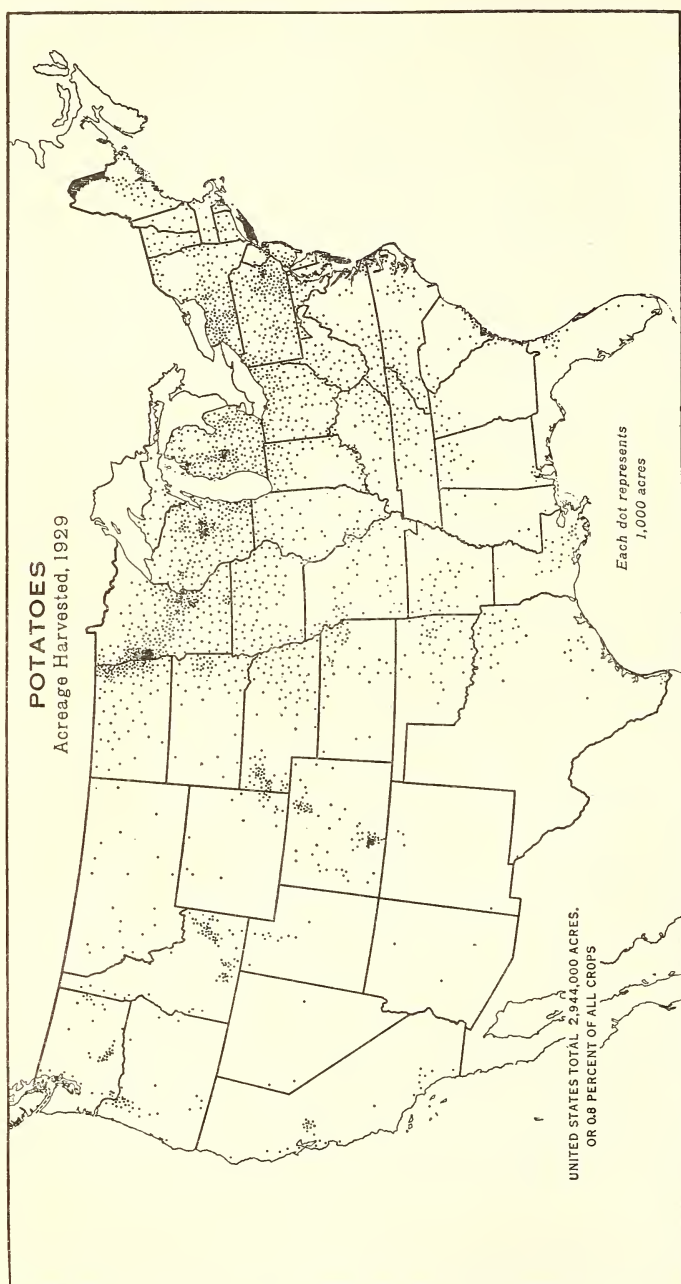 POTATOES
Acreage Harvested, 1929
Each dot represents
1,000 acres
UNITED STATES TOTAL 2,944,000 ACRES.
OR 0.8 PERCENT OF ALL CROPS